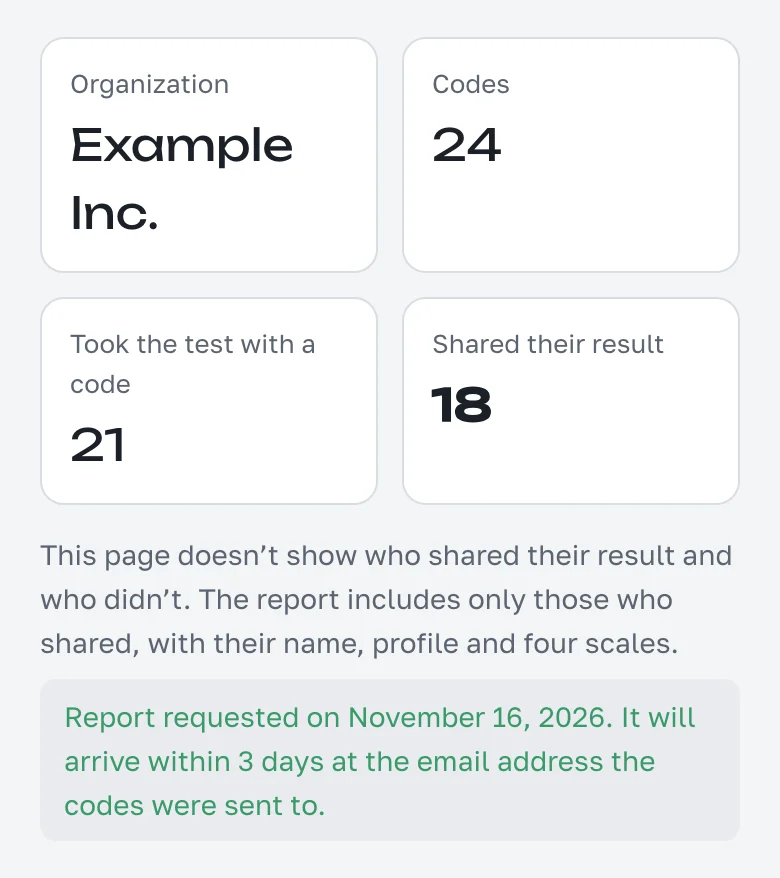 Organization
Example
Inc.
Codes
24
Took the test with a
code
21
Shared their result
18
This page doesn’t show who shared their result and
who didn’t. The report includes only those who
shared, with their name, profile and four scales.
Report requested on November 16, 2026. It will
arrive within 3 days at the email address the
codes were sent to.